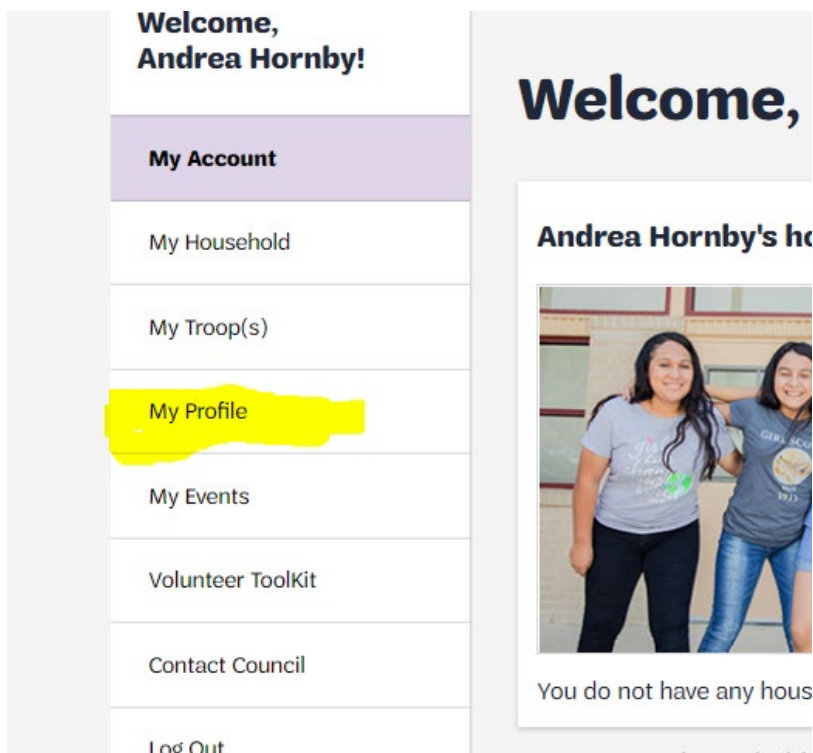 Welcome,
Andrea Hornby!
My Account
My Household
My Troop(s)
My Profile
My Events
Volunteer ToolKit
Contact Council
Log Out
Welcome,
Andrea Hornby's ho
You do not have any hous